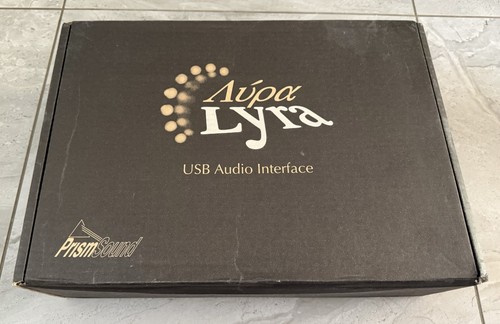 Λύρα
Lyra
USB Audio Interface
PrismSound